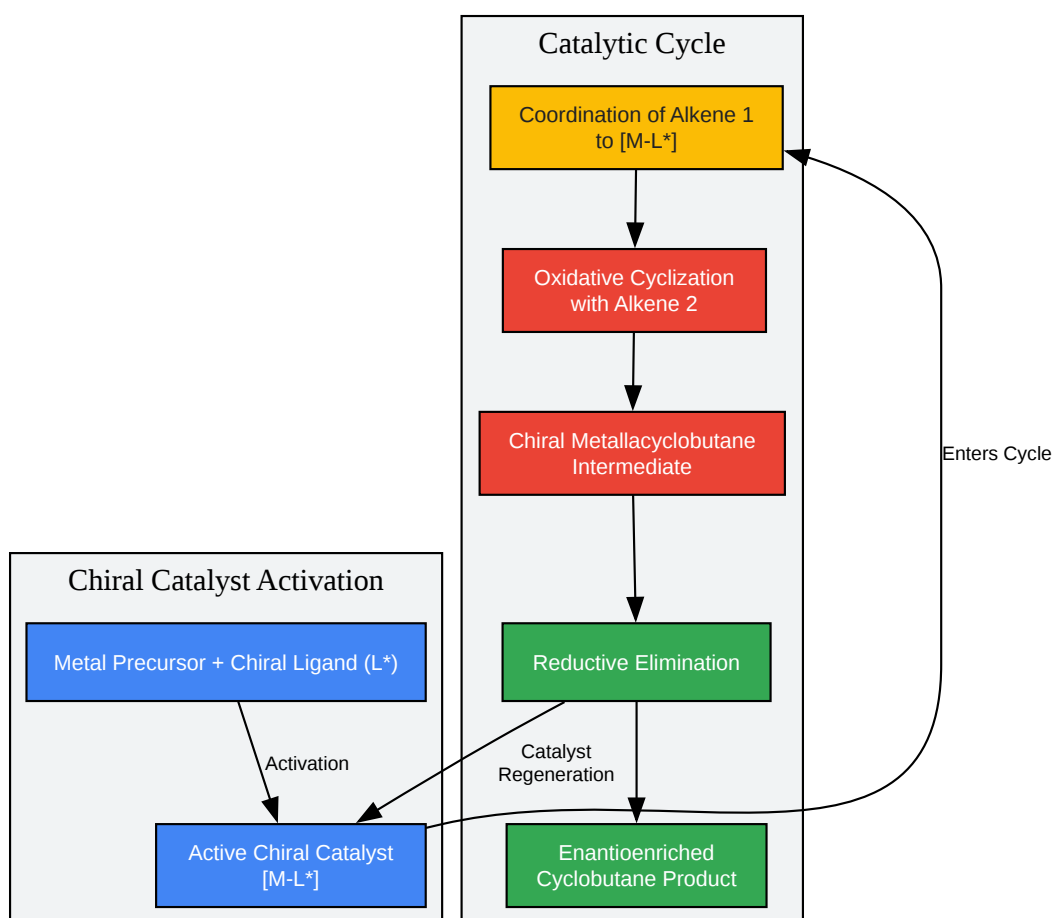 Catalytic Cycle
Coordination of Alkene 1
to [M-L*]
Oxidative Cyclization
with Alkene 2
Chiral Metallacyclobutane
Intermediate
Enters Cycle
Chiral Catalyst Activation
Metal Precursor + Chiral Ligand (L*)
Reductive Elimination
Activation
Catalyst
Regeneration
Active Chiral Catalyst
[M-L*]
Enantioenriched
Cyclobutane Product